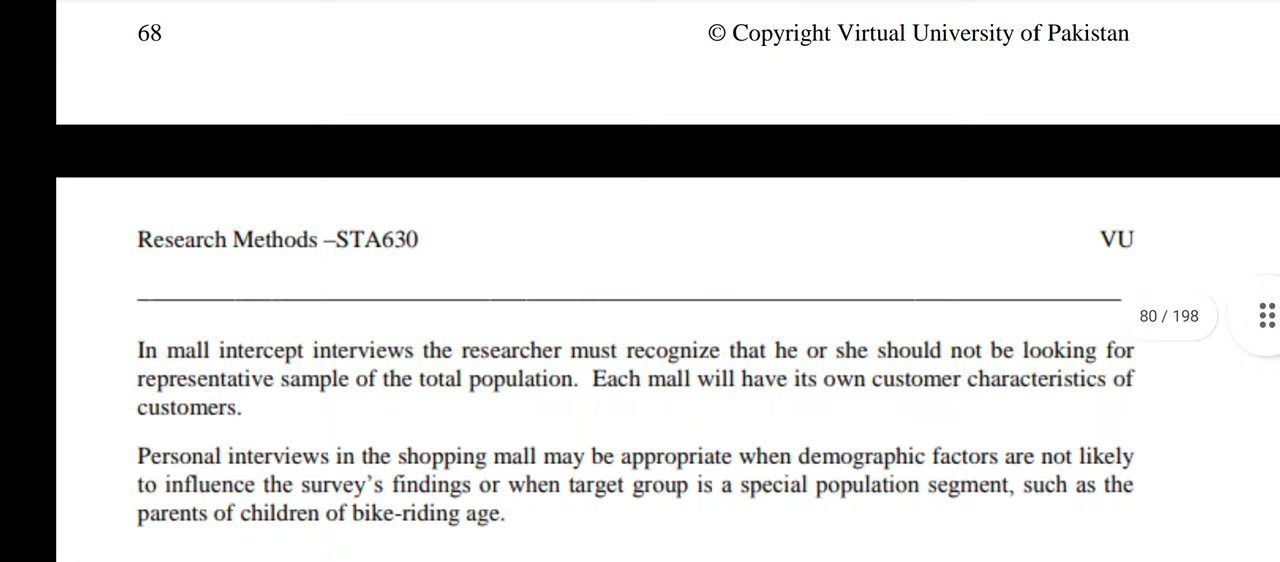 68 © Copyright Virtual University of Pakistan
Research Methods –STA630 VU
80 / 198
In mall intercept interviews the researcher must recognize that he or she should not be looking for
representative sample of the total population. Each mall will have its own customer characteristics of
customers.
Personal interviews in the shopping mall may be appropriate when demographic factors are not likely
to influence the survey’s findings or when target group is a special population segment, such as the
parents of children of bike-riding age.